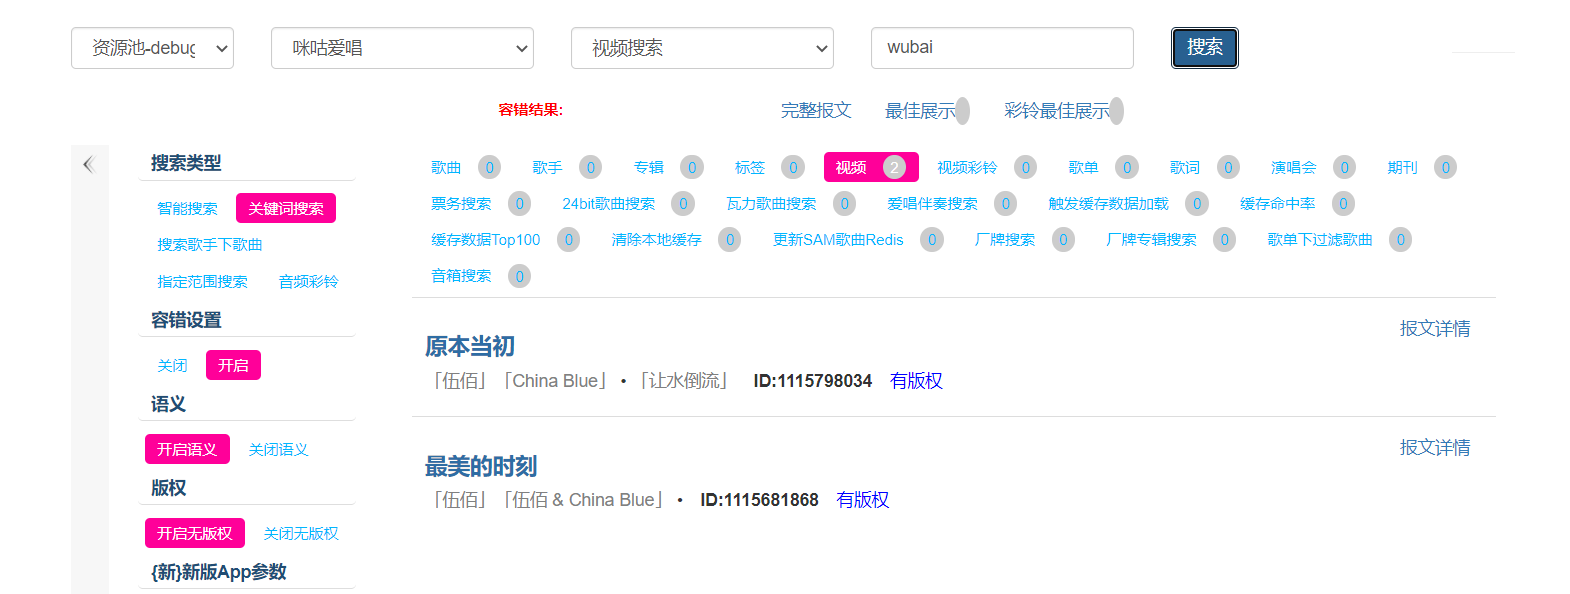 资源池-debug 咪咕爱唱 视频搜索 wubai 搜索
容错结果: 完整报文 最佳展示 彩铃最佳展示
搜索类型
智能搜索 关键词搜索
搜索歌手下歌曲
指定范围搜索 音频彩铃
容错设置
关闭 开启
语义
开启语义 关闭语义
版权
开启无版权 关闭无版权
{新}新版App参数
歌曲 0 歌手 0 专辑 0 标签 0 视频 2 视频彩铃 0 歌单 0 歌词 0 演唱会 0 期刊 0
票务搜索 0 24bit歌曲搜索 0 瓦力歌曲搜索 0 爱唱伴奏搜索 0 触发缓存数据加载 0 缓存命中率 0
缓存数据Top100 0 清除本地缓存 0 更新SAM歌曲Redis 0 厂牌搜索 0 厂牌专辑搜索 0 歌单下过滤歌曲 0
音箱搜索 0
报文详情
原本当初
「伍佰」「China Blue」 • 「让水倒流」 ID:1115798034 有版权
报文详情
最美的时刻
「伍佰」「伍佰 & China Blue」 • ID:1115681868 有版权